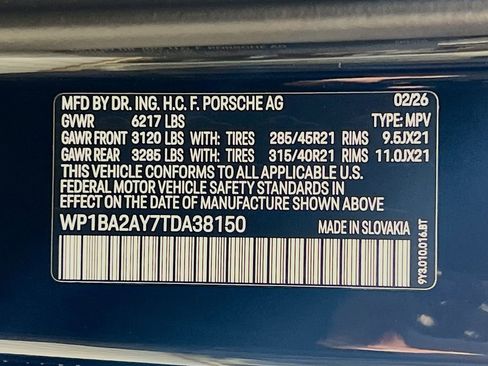 MFD BY DR. ING. H.C. F. PORSCHE AG 02/26
GVWR 6217 LBS TYPE: MPV
GAWR FRONT 3120 LBS WITH: TIRES 285/45R21 RIMS 9.5JX21
GAWR REAR 3285 LBS WITH: TIRES 315/40R21 RIMS 11.0JX21
THIS VEHICLE CONFORMS TO ALL APPLICABLE U.S.
FEDERAL MOTOR VEHICLE SAFETY STANDARDS IN
EFFECT ON THE DATE OF MANUFACTURE SHOWN ABOVE.
WP1BA2AY7TDA38150 MADE IN SLOVAKIA
9Y3.010.016.BT